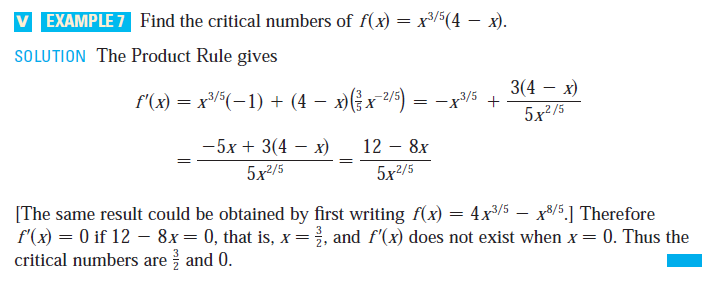 V EXAMPLE 7 Find the critical numbers of f(x) = x^{3/5}(4 − x).
SOLUTION The Product Rule gives
f′(x) = x^{3/5}(−1) + (4 − x)(3/5 x^{−2/5}) = −x^{3/5} + 3(4 − x)/5x^{2/5}
= (−5x + 3(4 − x))/5x^{2/5} = (12 − 8x)/5x^{2/5}
[The same result could be obtained by first writing f(x) = 4x^{3/5} − x^{8/5}.] Therefore
f′(x) = 0 if 12 − 8x = 0, that is, x = 3/2, and f′(x) does not exist when x = 0. Thus the
critical numbers are 3/2 and 0.